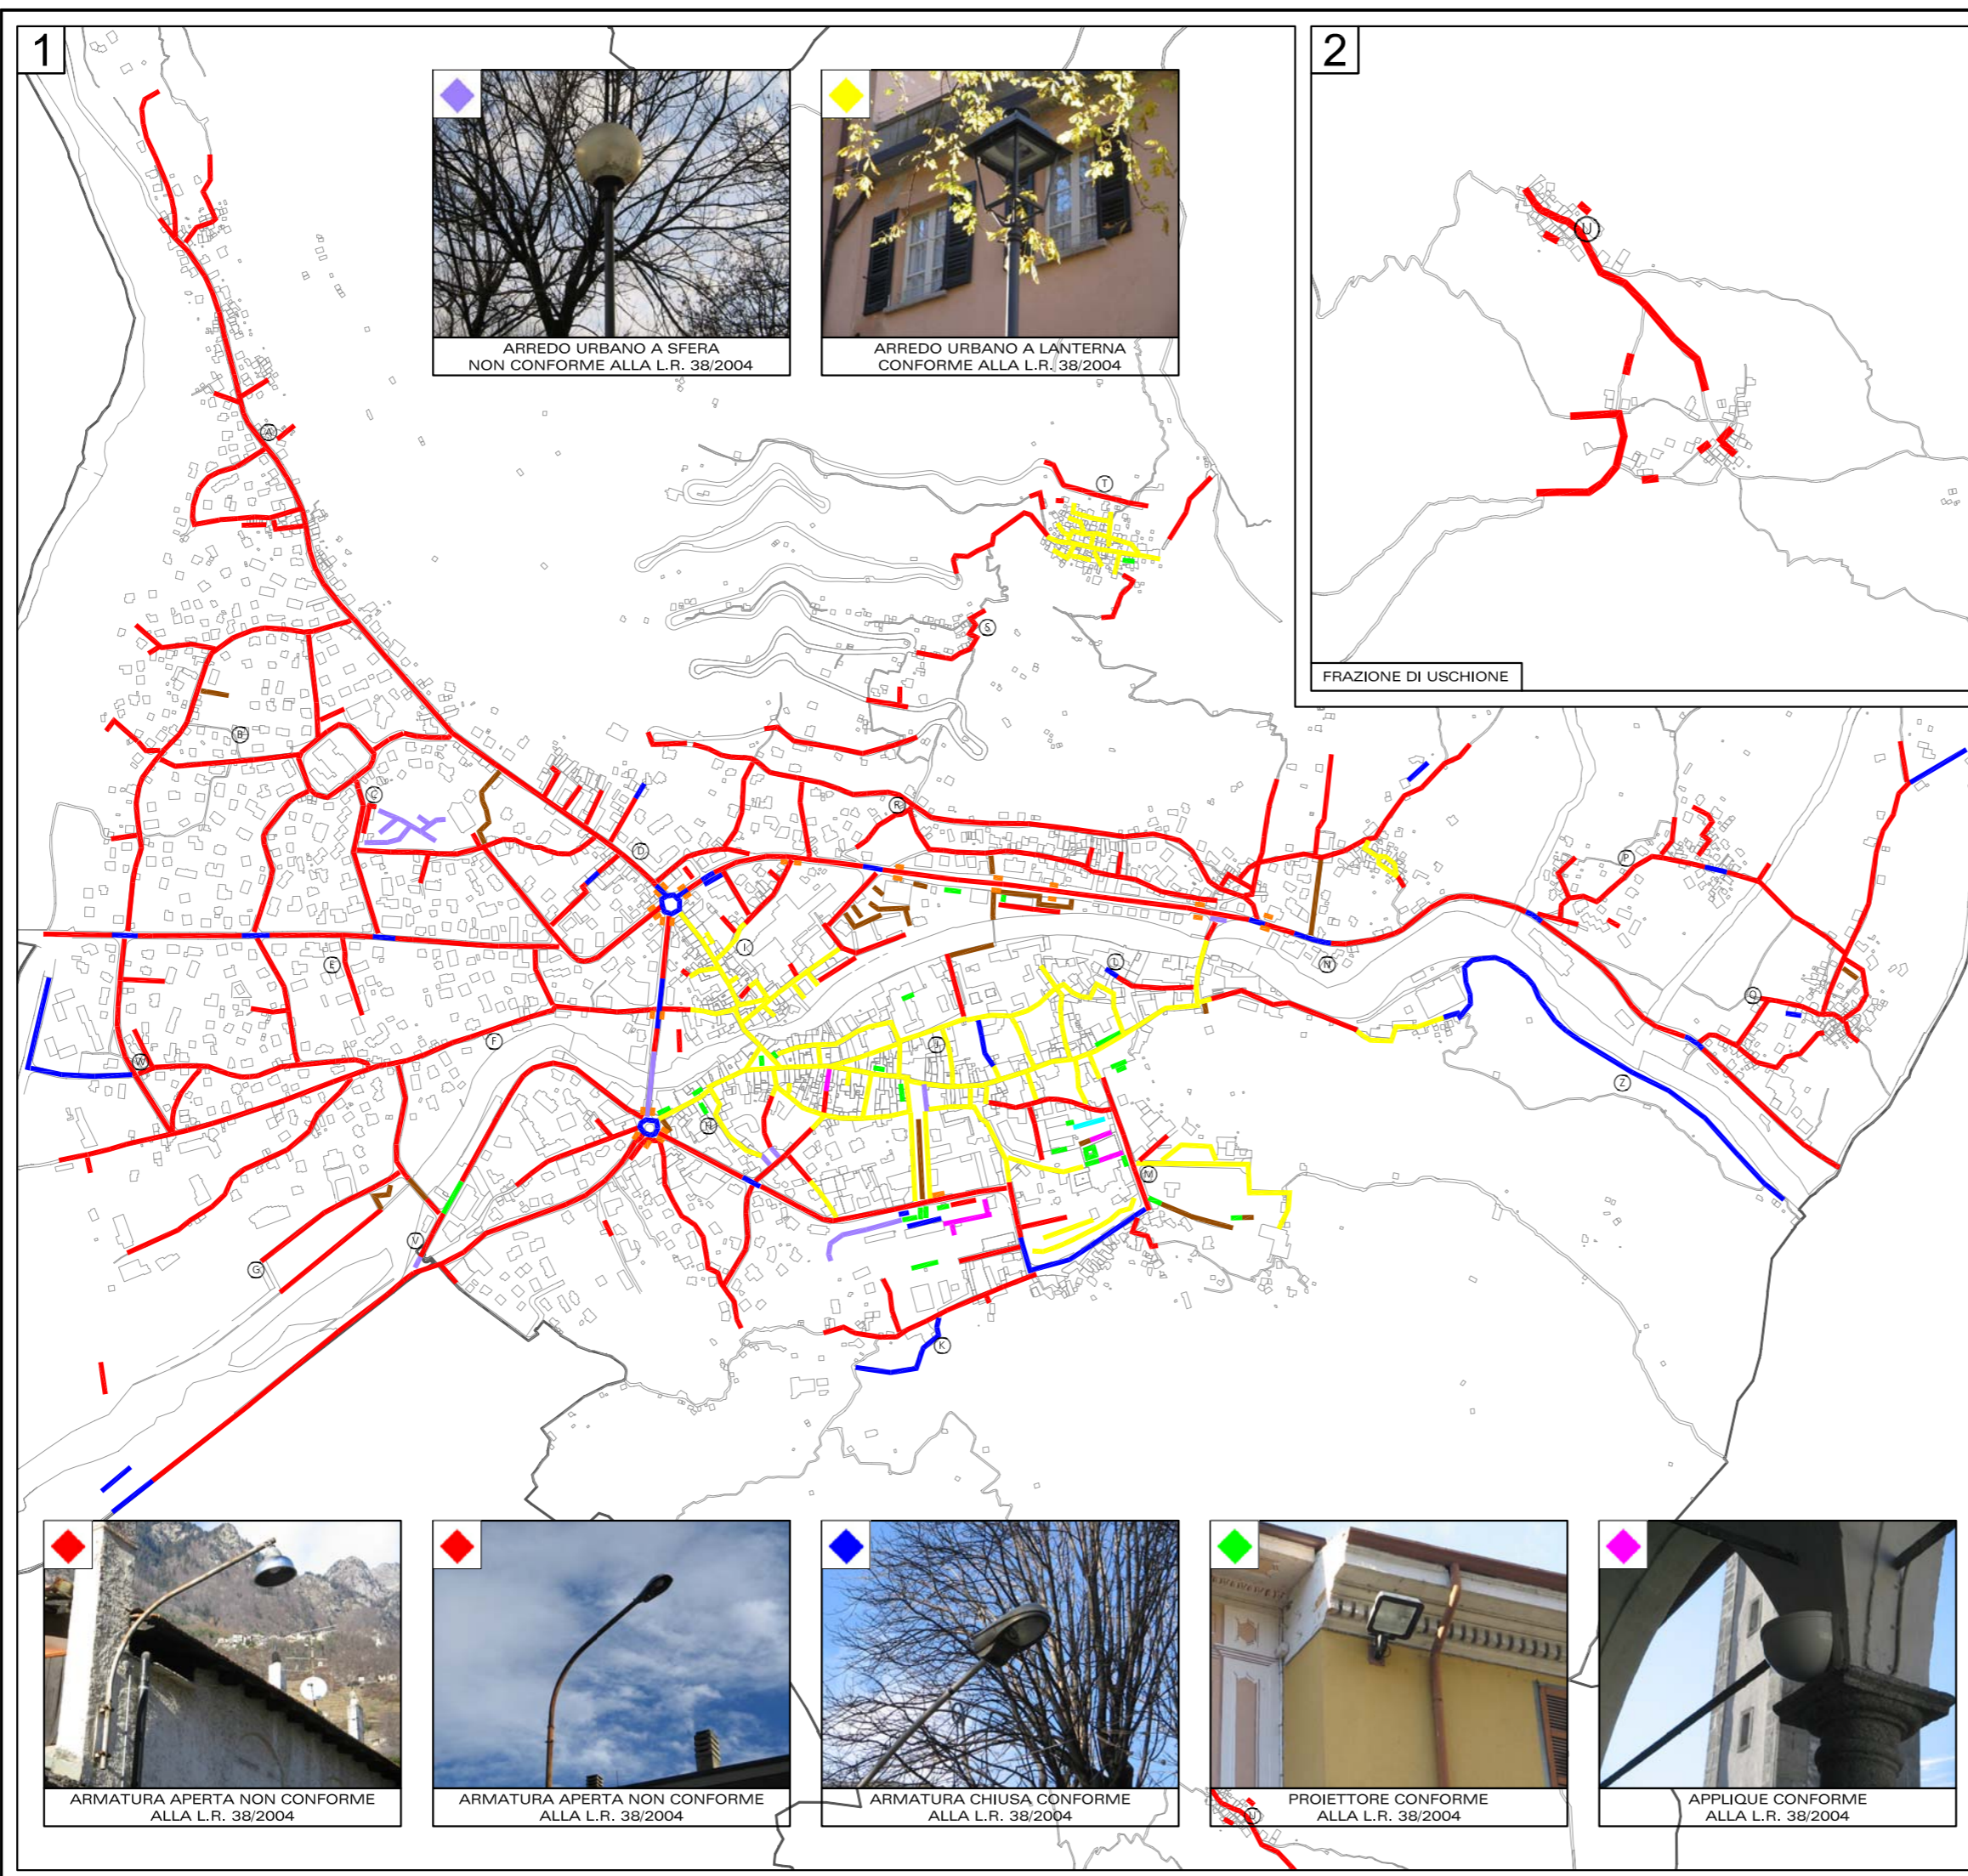 1
2
ARREDO URBANO A SFERA
NON CONFORME ALLA L.R. 38/2004
ARREDO URBANO A LANTERNA
CONFORME ALLA L.R. 38/2004
U
FRAZIONE DI USCHIONE
A
T
S
B
C
R
D
P
I
E
L
N
Q
F
J
W
Z
H
M
V
G
K
ARMATURA APERTA NON CONFORME
ALLA L.R. 38/2004
ARMATURA APERTA NON CONFORME
ALLA L.R. 38/2004
ARMATURA CHIUSA CONFORME
ALLA L.R. 38/2004
PROIETTORE CONFORME
ALLA L.R. 38/2004
APPLIQUE CONFORME
ALLA L.R. 38/2004
U